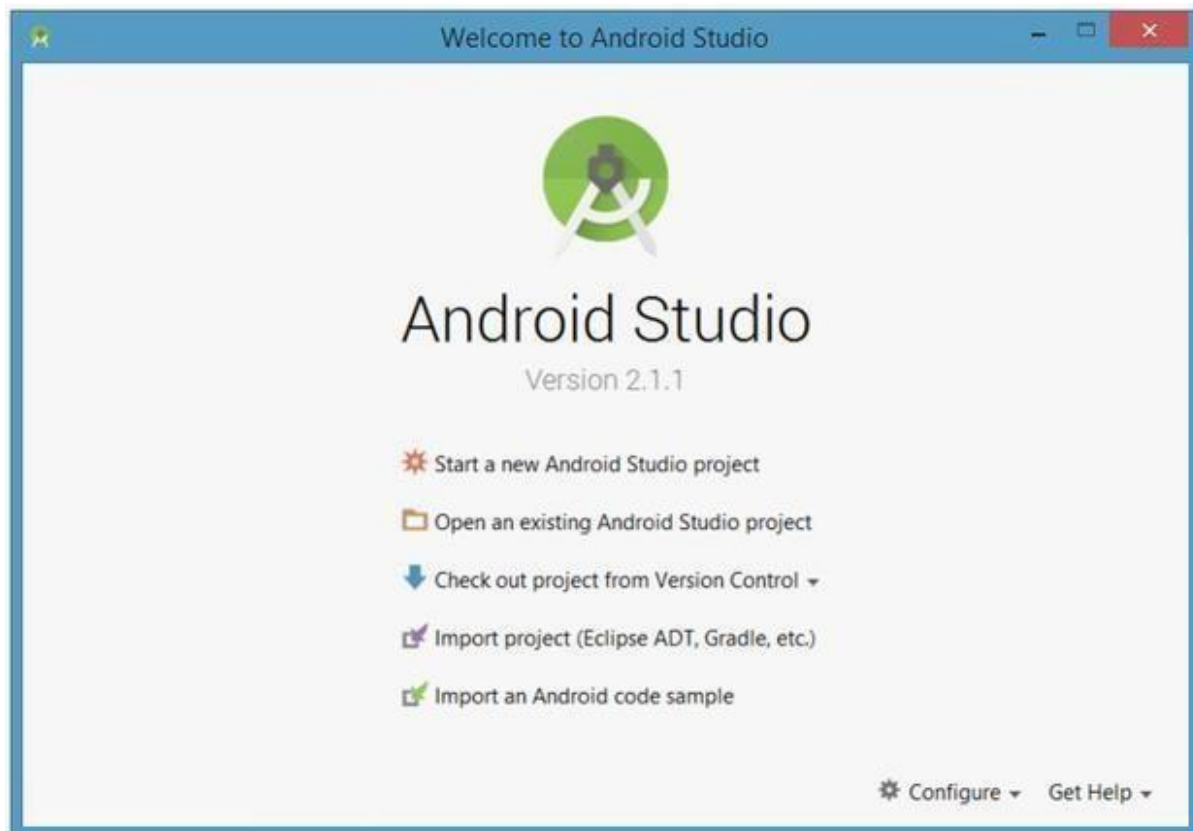 Welcome to Android Studio
Android Studio
Version 2.1.1
Start a new Android Studio project
Open an existing Android Studio project
Check out project from Version Control
Import project (Eclipse ADT, Gradle, etc.)
Import an Android code sample
Configure Get Help